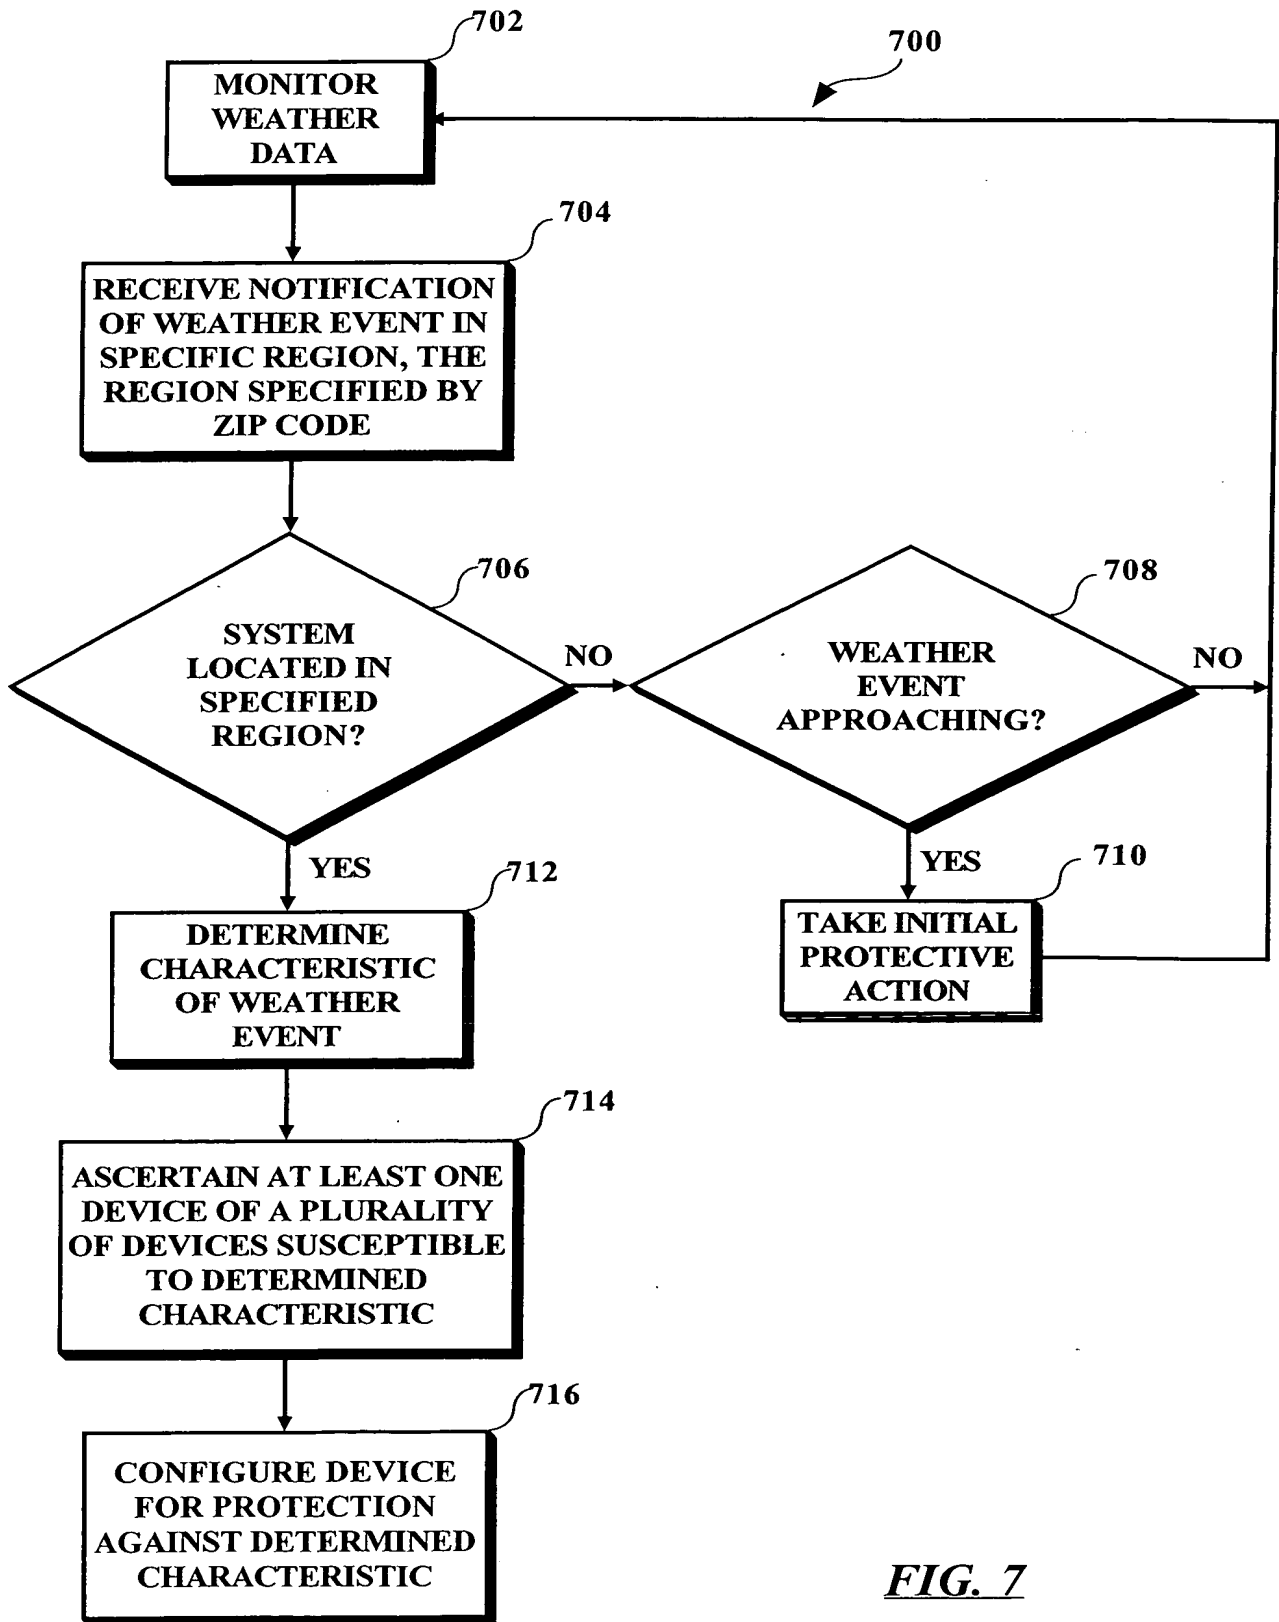 702
700
MONITOR
WEATHER
DATA
704
RECEIVE NOTIFICATION
OF WEATHER EVENT IN
SPECIFIC REGION, THE
REGION SPECIFIED BY
ZIP CODE
706
SYSTEM
LOCATED IN
SPECIFIED
REGION?
NO
708
WEATHER
EVENT
APPROACHING?
NO
YES
712
YES
710
TAKE INITIAL
PROTECTIVE
ACTION
DETERMINE
CHARACTERISTIC
OF WEATHER
EVENT
714
ASCERTAIN AT LEAST ONE
DEVICE OF A PLURALITY
OF DEVICES SUSCEPTIBLE
TO DETERMINED
CHARACTERISTIC
716
CONFIGURE DEVICE
FOR PROTECTION
AGAINST DETERMINED
CHARACTERISTIC
FIG. 7